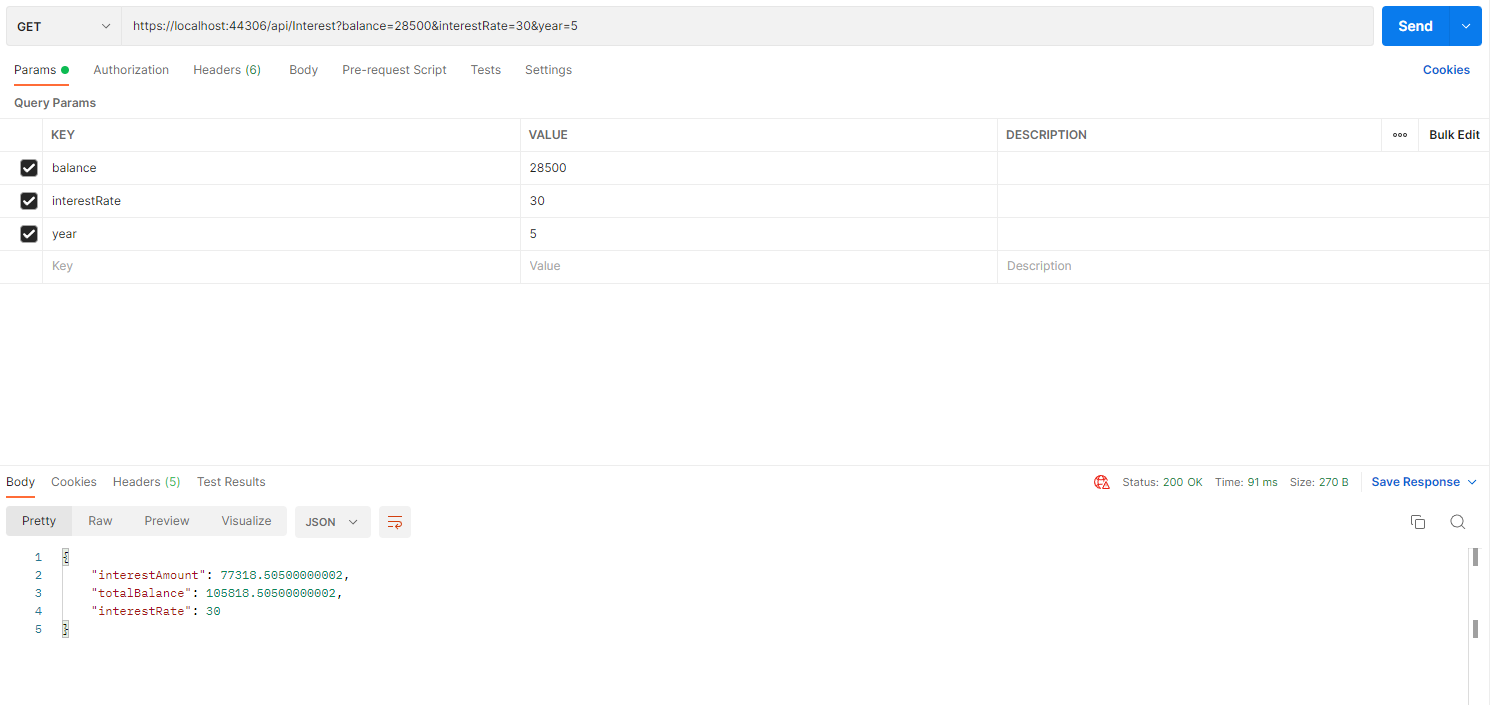 GET https://localhost:44306/api/Interest?balance=28500&interestRate=30&year=5 Send
Params Authorization Headers (6) Body Pre-request Script Tests Settings Cookies
Query Params
KEY VALUE DESCRIPTION Bulk Edit
balance 28500
interestRate 30
year 5
Key Value Description
Body Cookies Headers (5) Test Results Status: 200 OK Time: 91 ms Size: 270 B Save Response
Pretty Raw Preview Visualize JSON
1 {
2 "interestAmount": 77318.50500000002,
3 "totalBalance": 105818.50500000002,
4 "interestRate": 30
5 }